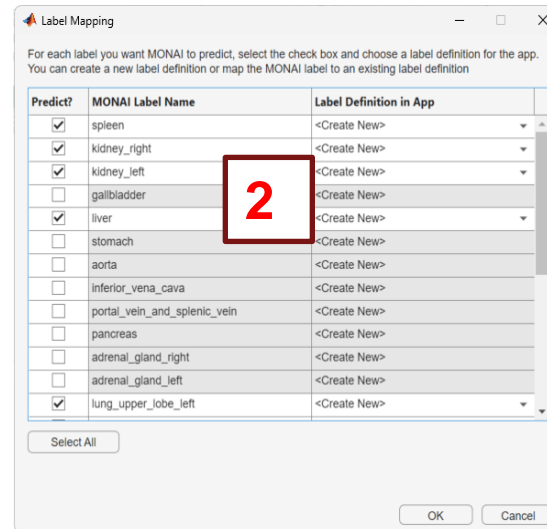 Label Mapping
For each label you want MONAI to predict, select the check box and choose a label definition for the app.
You can create a new label definition or map the MONAI label to an existing label definition
Predict? MONAI Label Name Label Definition in App
spleen <Create New>
kidney_right <Create New>
kidney_left <Create New>
gallbladder <Create New>
2
liver <Create New>
stomach <Create New>
aorta <Create New>
inferior_vena_cava <Create New>
portal_vein_and_splenic_vein <Create New>
pancreas <Create New>
adrenal_gland_right <Create New>
adrenal_gland_left <Create New>
lung_upper_lobe_left <Create New>
Select All
OK Cancel